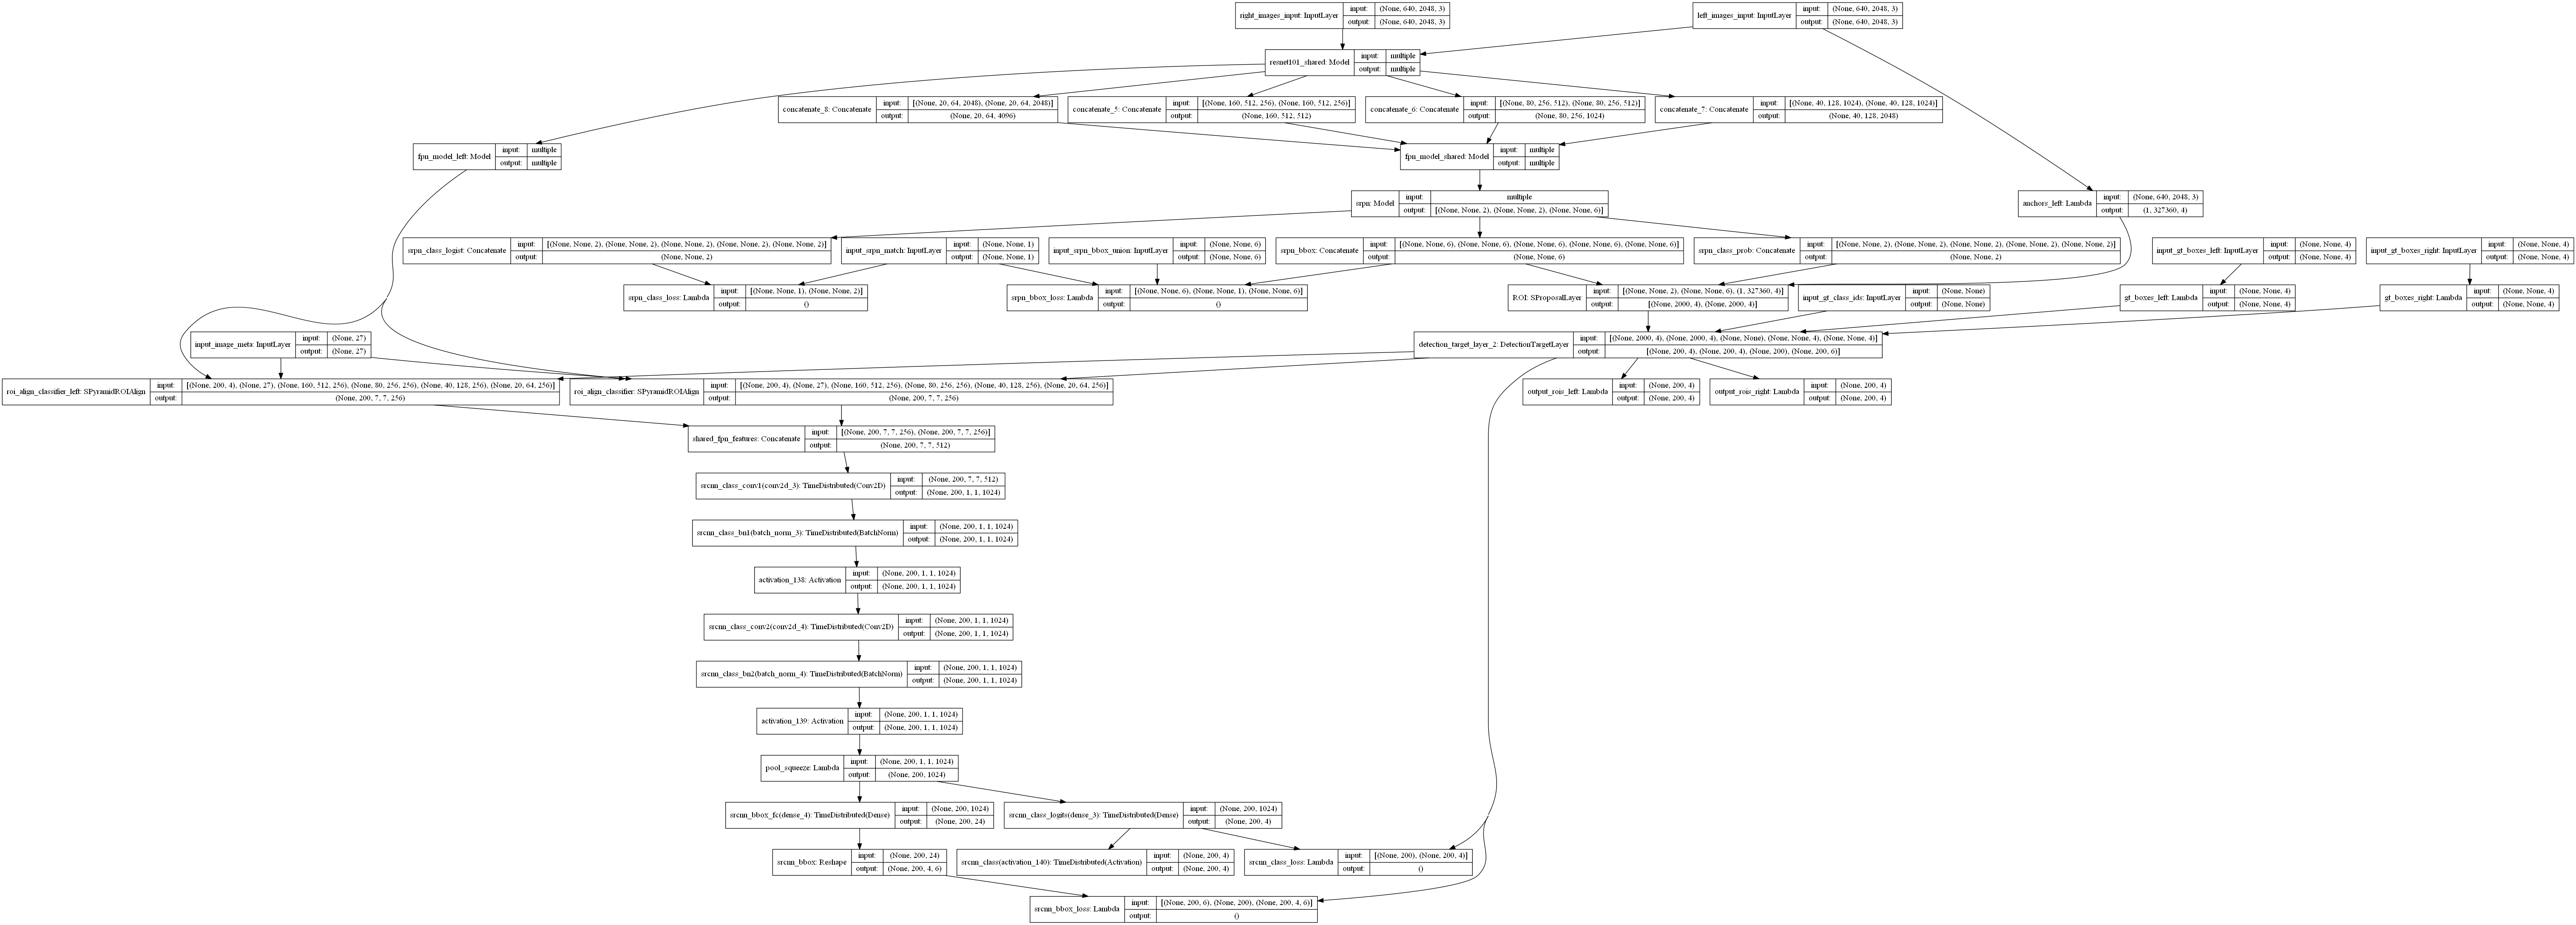 right_images_input: InputLayer input: (None, 640, 2048, 3)
output: (None, 640, 2048, 3)
left_images_input: InputLayer input: (None, 640, 2048, 3)
output: (None, 640, 2048, 3)
resnet101_shared: Model input: multiple
output: multiple
concatenate_8: Concatenate input: [(None, 20, 64, 2048), (None, 20, 64, 2048)]
output: (None, 20, 64, 4096)
concatenate_5: Concatenate input: [(None, 160, 512, 256), (None, 160, 512, 256)]
output: (None, 160, 512, 512)
concatenate_6: Concatenate input: [(None, 80, 256, 512), (None, 80, 256, 512)]
output: (None, 80, 256, 1024)
concatenate_7: Concatenate input: [(None, 40, 128, 1024), (None, 40, 128, 1024)]
output: (None, 40, 128, 2048)
fpn_model_left: Model input: multiple
output: multiple
fpn_model_shared: Model input: multiple
output: multiple
srpn: Model input: multiple
output: [(None, None, 2), (None, None, 2), (None, None, 6)]
anchors_left: Lambda input: (None, 640, 2048, 3)
output: (1, 327360, 4)
srpn_class_logist: Concatenate input: [(None, None, 2), (None, None, 2), (None, None, 2), (None, None, 2), (None, None, 2)]
output: (None, None, 2)
input_srpn_match: InputLayer input: (None, None, 1)
output: (None, None, 1)
input_srpn_bbox_union: InputLayer input: (None, None, 6)
output: (None, None, 6)
srpn_bbox: Concatenate input: [(None, None, 6), (None, None, 6), (None, None, 6), (None, None, 6), (None, None, 6)]
output: (None, None, 6)
srpn_class_prob: Concatenate input: [(None, None, 2), (None, None, 2), (None, None, 2), (None, None, 2), (None, None, 2)]
output: (None, None, 2)
input_gt_boxes_left: InputLayer input: (None, None, 4)
output: (None, None, 4)
input_gt_boxes_right: InputLayer input: (None, None, 4)
output: (None, None, 4)
srpn_class_loss: Lambda input: [(None, None, 1), (None, None, 2)]
output: ()
srpn_bbox_loss: Lambda input: [(None, None, 6), (None, None, 1), (None, None, 6)]
output: ()
ROI: SProposalLayer input: [(None, None, 2), (None, None, 6), (1, 327360, 4)]
output: [(None, 2000, 4), (None, 2000, 4)]
input_gt_class_ids: InputLayer input: (None, None)
output: (None, None)
gt_boxes_left: Lambda input: (None, None, 4)
output: (None, None, 4)
gt_boxes_right: Lambda input: (None, None, 4)
output: (None, None, 4)
input_image_meta: InputLayer input: (None, 27)
output: (None, 27)
detection_target_layer_2: DetectionTargetLayer input: [(None, 2000, 4), (None, 2000, 4), (None, None), (None, None, 4), (None, None, 4)]
output: [(None, 200, 4), (None, 200, 4), (None, 200), (None, 200, 6)]
roi_align_classifier_left: SPyramidROIAlign input: [(None, 200, 4), (None, 27), (None, 160, 512, 256), (None, 80, 256, 256), (None, 40, 128, 256), (None, 20, 64, 256)]
output: (None, 200, 7, 7, 256)
roi_align_classifier: SPyramidROIAlign input: [(None, 200, 4), (None, 27), (None, 160, 512, 256), (None, 80, 256, 256), (None, 40, 128, 256), (None, 20, 64, 256)]
output: (None, 200, 7, 7, 256)
output_rois_left: Lambda input: (None, 200, 4)
output: (None, 200, 4)
output_rois_right: Lambda input: (None, 200, 4)
output: (None, 200, 4)
shared_fpn_features: Concatenate input: [(None, 200, 7, 7, 256), (None, 200, 7, 7, 256)]
output: (None, 200, 7, 7, 512)
srcnn_class_conv1(conv2d_3): TimeDistributed(Conv2D) input: (None, 200, 7, 7, 512)
output: (None, 200, 1, 1, 1024)
srcnn_class_bn1(batch_norm_3): TimeDistributed(BatchNorm) input: (None, 200, 1, 1, 1024)
output: (None, 200, 1, 1, 1024)
activation_138: Activation input: (None, 200, 1, 1, 1024)
output: (None, 200, 1, 1, 1024)
srcnn_class_conv2(conv2d_4): TimeDistributed(Conv2D) input: (None, 200, 1, 1, 1024)
output: (None, 200, 1, 1, 1024)
srcnn_class_bn2(batch_norm_4): TimeDistributed(BatchNorm) input: (None, 200, 1, 1, 1024)
output: (None, 200, 1, 1, 1024)
activation_139: Activation input: (None, 200, 1, 1, 1024)
output: (None, 200, 1, 1, 1024)
pool_squeeze: Lambda input: (None, 200, 1, 1, 1024)
output: (None, 200, 1024)
srcnn_bbox_fc(dense_4): TimeDistributed(Dense) input: (None, 200, 1024)
output: (None, 200, 24)
srcnn_class_logits(dense_3): TimeDistributed(Dense) input: (None, 200, 1024)
output: (None, 200, 4)
srcnn_bbox: Reshape input: (None, 200, 24)
output: (None, 200, 4, 6)
srcnn_class(activation_140): TimeDistributed(Activation) input: (None, 200, 4)
output: (None, 200, 4)
srcnn_class_loss: Lambda input: [(None, 200), (None, 200, 4)]
output: ()
srcnn_bbox_loss: Lambda input: [(None, 200, 6), (None, 200), (None, 200, 4, 6)]
output: ()